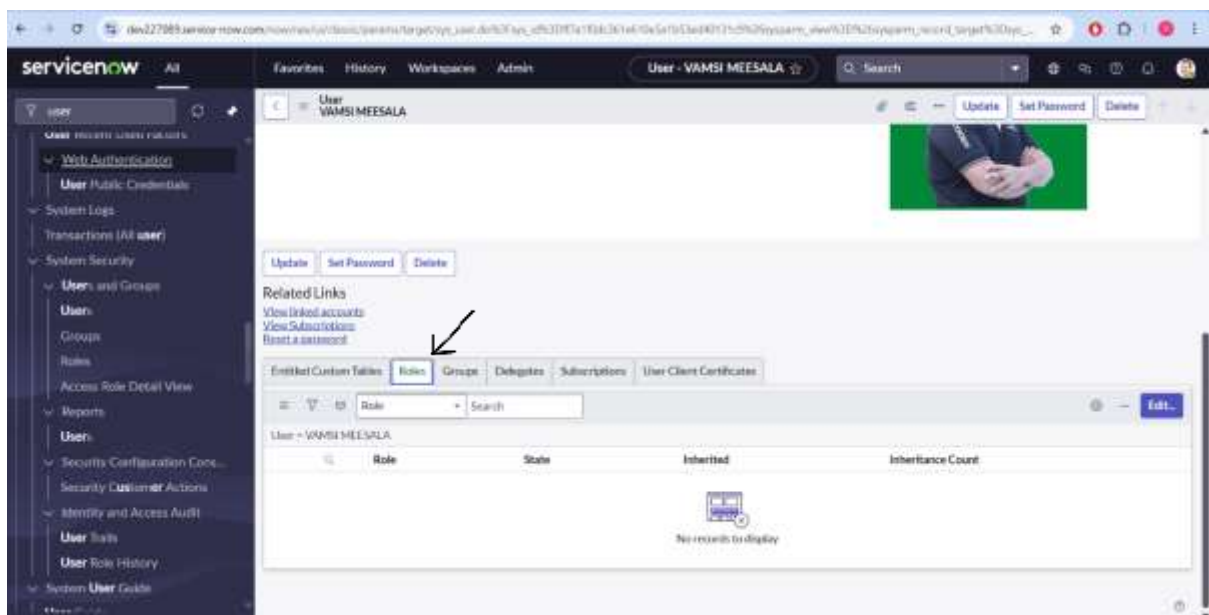 servicenow All Favorites History Workspaces Admin User - VAMSI MEESALA Search
user
User
VAMSI MEESALA
Update Set Password Delete
Web Authentication
User Public Credentials
System Logs
Transactions (All user)
System Security
Users and Groups
Users
Groups
Roles
Access Role Detail View
Reports
Users
Security Configuration Cons...
Security Customer Actions
Identity and Access Audit
User Traits
User Role History
System User Guide
Update Set Password Delete
Related Links
View linked accounts
View Subscriptions
Reset a password
Entitled Custom Tables Roles Groups Delegates Subscriptions User Client Certificates
Role Search Edit...
User = VAMSI MEESALA
Role State Inherited Inheritance Count
No records to display